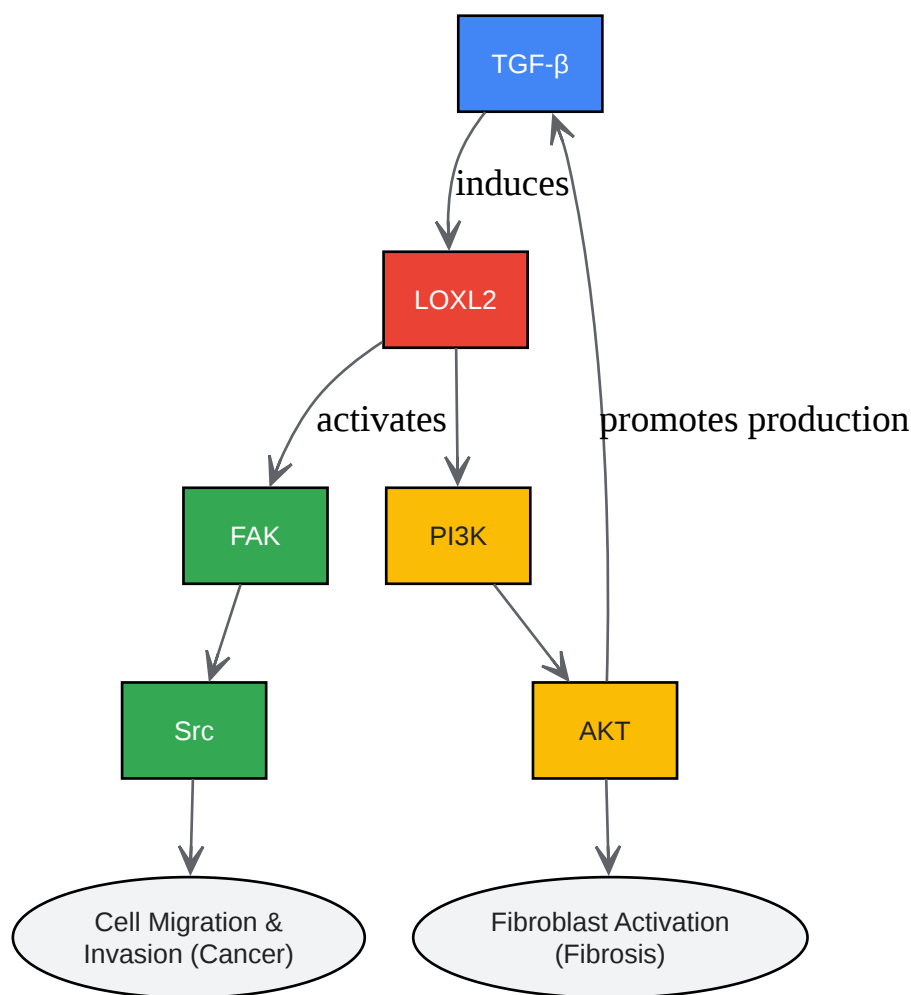 TGF-β
induces
LOXL2
activates
promotes production
FAK
PI3K
Src
AKT
Cell Migration &
Invasion (Cancer)
Fibroblast Activation
(Fibrosis)